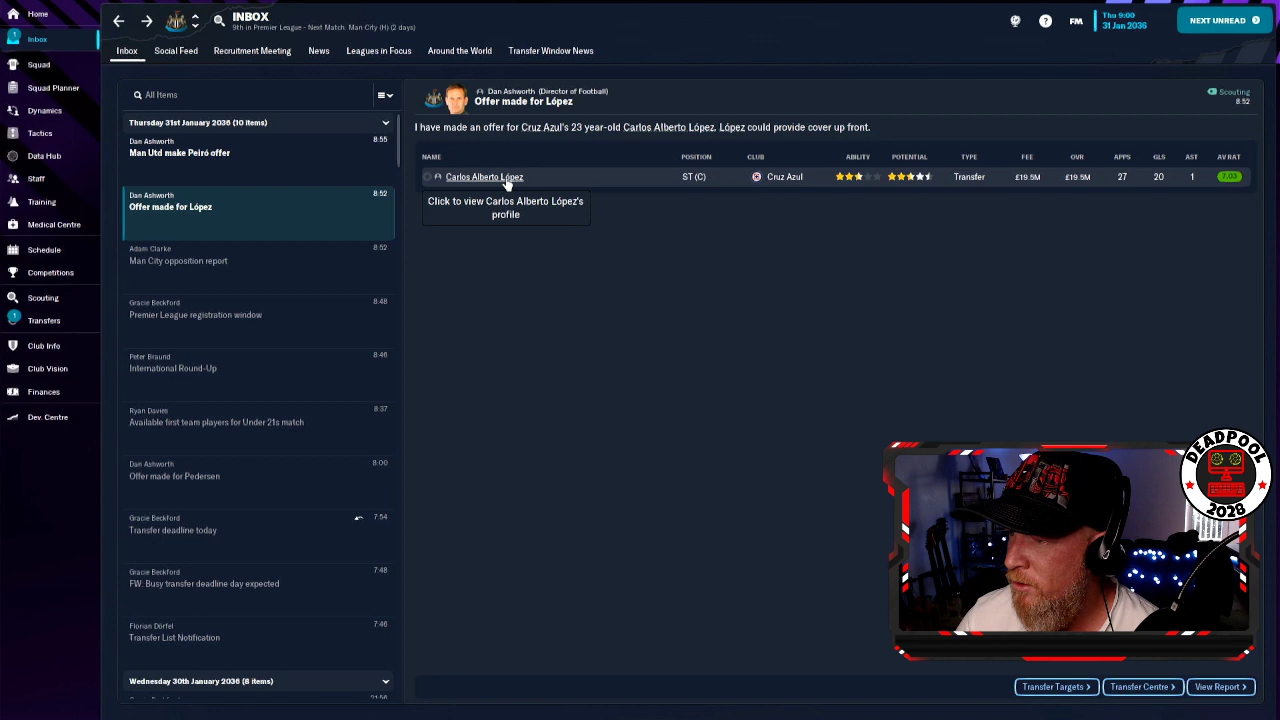 Home
1
Inbox
Squad
Squad Planner
Dynamics
Tactics
Data Hub
Staff
Training
Medical Centre
Schedule
Competitions
Scouting
1
Transfers
Club Info
Club Vision
Finances
Dev. Centre
INBOX
9th in Premier League - Next Match: Man City (H) (2 days)
FM
Thu 9:00
31 Jan 2036
NEXT UNREAD
Inbox Social Feed Recruitment Meeting News Leagues in Focus Around the World Transfer Window News
All Items
Thursday 31st January 2036 (10 items)
Dan Ashworth 8:55
Man Utd make Peiró offer
Dan Ashworth 8:52
Offer made for López
Adam Clarke 8:52
Man City opposition report
Gracie Beckford 8:48
Premier League registration window
Peter Braund 8:46
International Round-Up
Ryan Davies 8:37
Available first team players for Under 21s match
Dan Ashworth 8:00
Offer made for Pedersen
Gracie Beckford 7:54
Transfer deadline today
Gracie Beckford 7:48
FW: Busy transfer deadline day expected
Florian Dörfel 7:46
Transfer List Notification
Wednesday 30th January 2036 (8 items)
Dan Ashworth (Director of Football)
Offer made for López
Scouting
8:52
I have made an offer for Cruz Azul's 23 year-old Carlos Alberto López. López could provide cover up front.
NAME POSITION CLUB ABILITY POTENTIAL TYPE FEE OVR APPS GLS AST AV RAT
Carlos Alberto López ST (C) Cruz Azul Transfer £19.5M £19.5M 27 20 1 7.03
Click to view Carlos Alberto López's
profile
DEADPOOL
2028
Transfer Targets Transfer Centre View Report